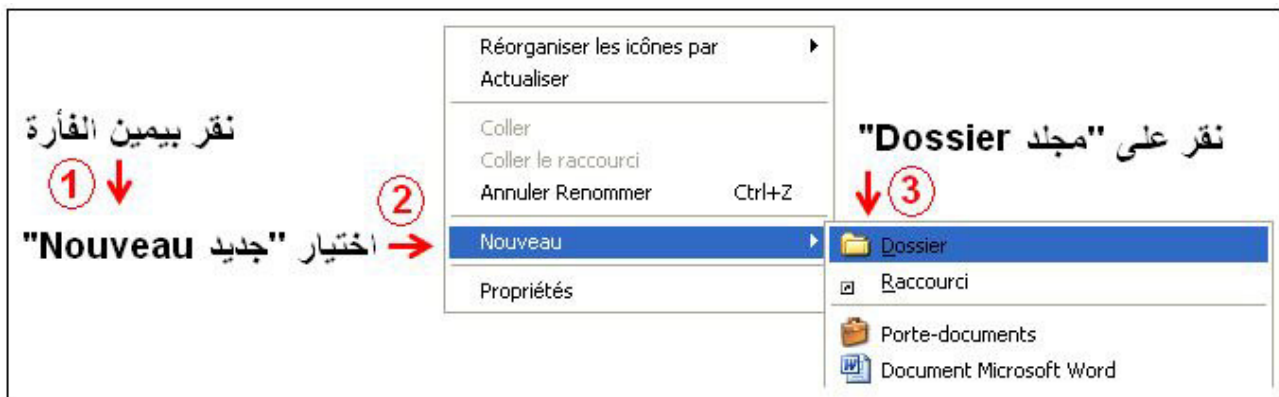 نقر بيمين الفأرة
1
2
اختيار "جديد Nouveau"
Réorganiser les icônes par
Actualiser
Coller
Coller le raccourci
Annuler Renommer Ctrl+Z
Nouveau
Propriétés
نقر على "مجلد Dossier"
3
Dossier
Raccourci
Porte-documents
Document Microsoft Word